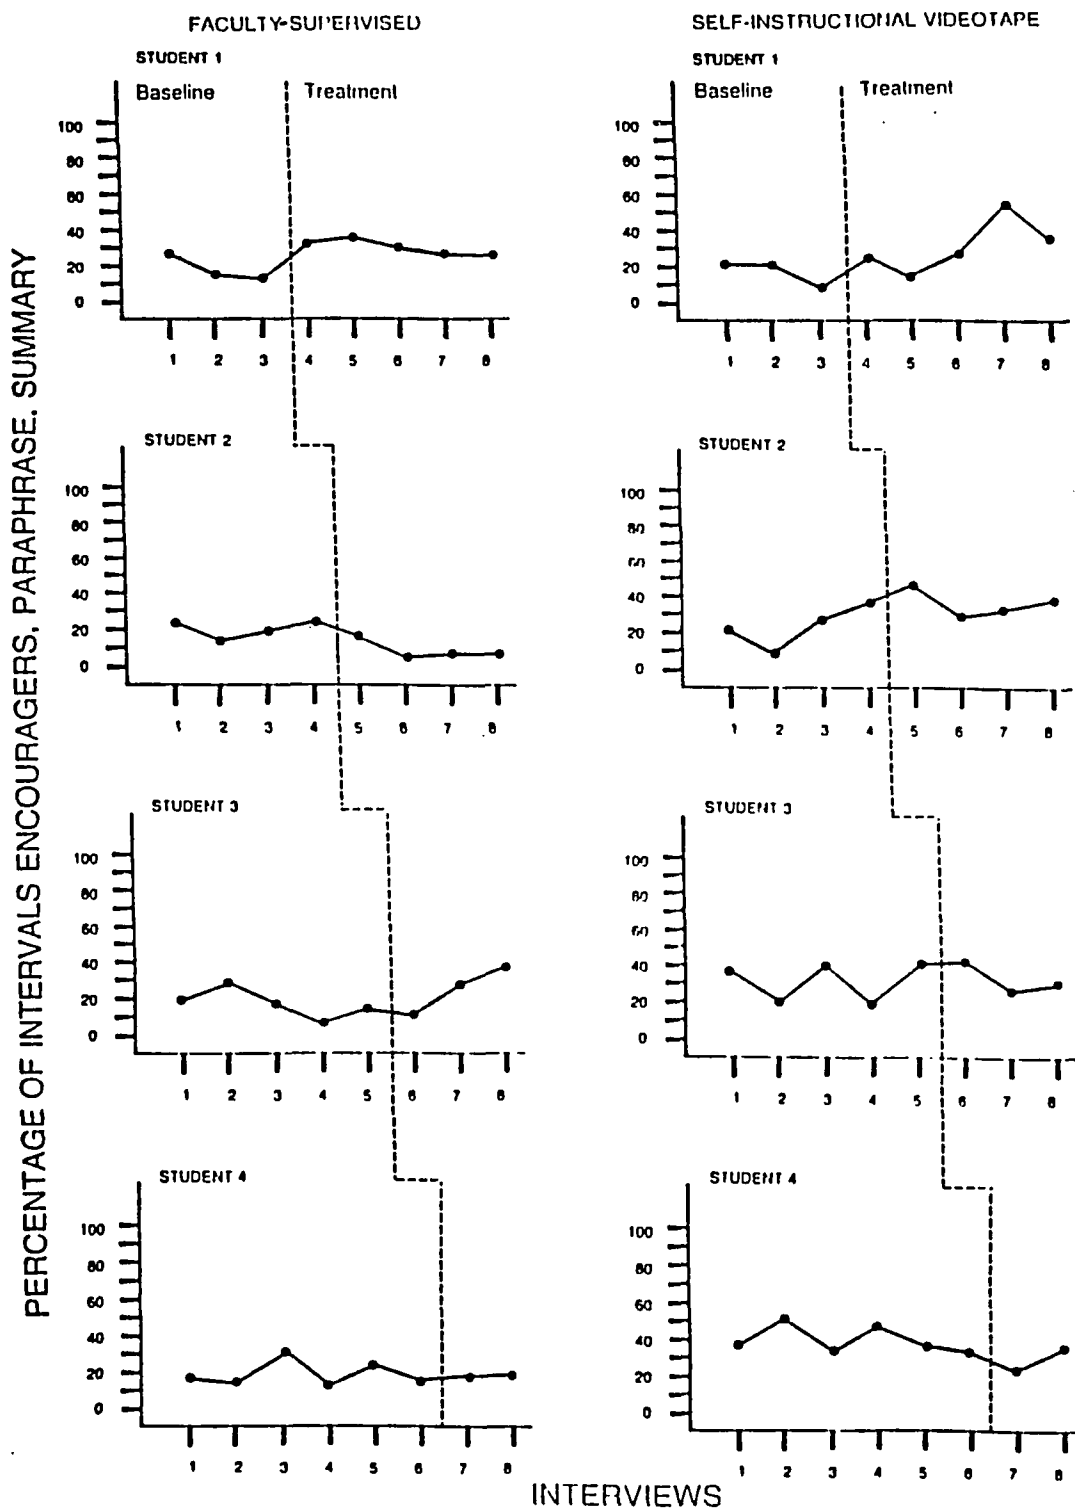 FACULTY-SUPERVISED
SELF-INSTRUCTIONAL VIDEOTAPE
PERCENTAGE OF INTERVALS ENCOURAGERS, PARAPHRASE, SUMMARY
STUDENT 1
Baseline
Treatment
100
80
60
40
20
0
1 2 3 4 5 6 7 8
STUDENT 1
Baseline
Treatment
100
80
60
40
20
0
1 2 3 4 5 6 7 8
STUDENT 2
100
80
60
40
20
0
1 2 3 4 5 6 7 8
STUDENT 2
100
80
60
40
20
0
1 2 3 4 5 6 7 8
STUDENT 3
100
80
60
40
20
0
1 2 3 4 5 6 7 8
STUDENT 3
100
80
60
40
20
0
1 2 3 4 5 6 7 8
STUDENT 4
100
80
60
40
20
0
1 2 3 4 5 6 7 8
STUDENT 4
100
80
60
40
20
0
1 2 3 4 5 6 7 8
INTERVIEWS